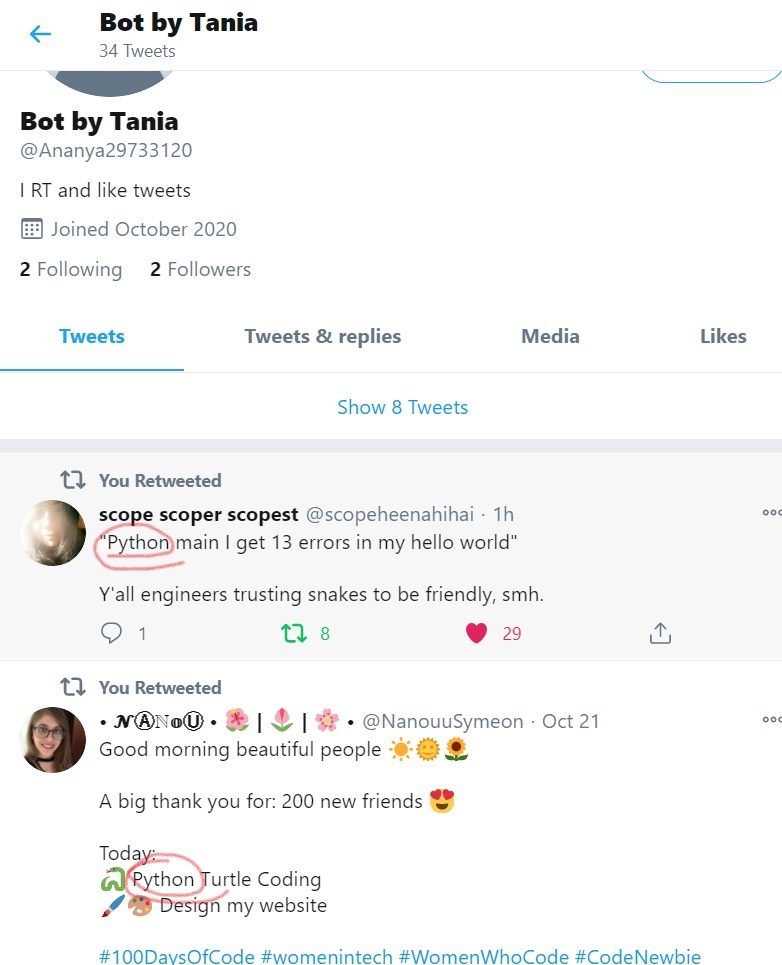 Bot by Tania
34 Tweets
Bot by Tania
@Ananya29733120
I RT and like tweets
Joined October 2020
2 Following 2 Followers
Tweets Tweets & replies Media Likes
Show 8 Tweets
You Retweeted
scope scoper scopest @scopeheenahihai · 1h
"Python main I get 13 errors in my hello world"
Y'all engineers trusting snakes to be friendly, smh.
1 8 29
You Retweeted
• 𝑵Ⓐℕ𝕠Ⓤ • 🌺 | 🌷 | 🌸 • @NanouuSymeon · Oct 21
Good morning beautiful people ☀️🌞🌻
A big thank you for: 200 new friends 😍
Today:
🐍 Python Turtle Coding
🖌️🎨 Design my website
#100DaysOfCode #womenintech #WomenWhoCode #CodeNewbie